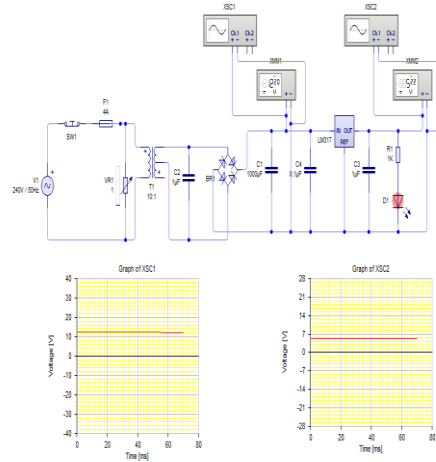 XSC1
XSC2
Ch1 Ch2
Ch1 Ch2
XMM1
XMM2
F1
4A
SW1
V1
240V / 50Hz
VR1
1
T1
10:1
C2
1µF
BR1
C1
1000µF
C4
0.1µF
LM317
IN OUT
REF
C3
1µF
R1
1K
D1
Graph of XSC1
Voltage [V]
40
30
20
10
0
-10
-20
-30
-40
0 20 40 60 80
Time [ms]
Graph of XSC2
Voltage [V]
28
21
14
7
0
-7
-14
-21
-28
0 20 40 60 80
Time [ms]